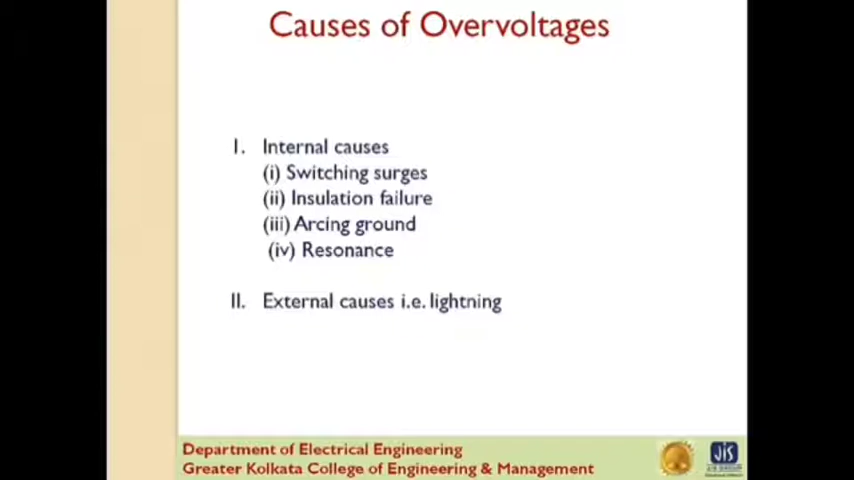 Causes of Overvoltages
I. Internal causes
(i) Switching surges
(ii) Insulation failure
(iii) Arcing ground
(iv) Resonance
II. External causes i.e. lightning
Department of Electrical Engineering
Greater Kolkata College of Engineering & Management
JIS